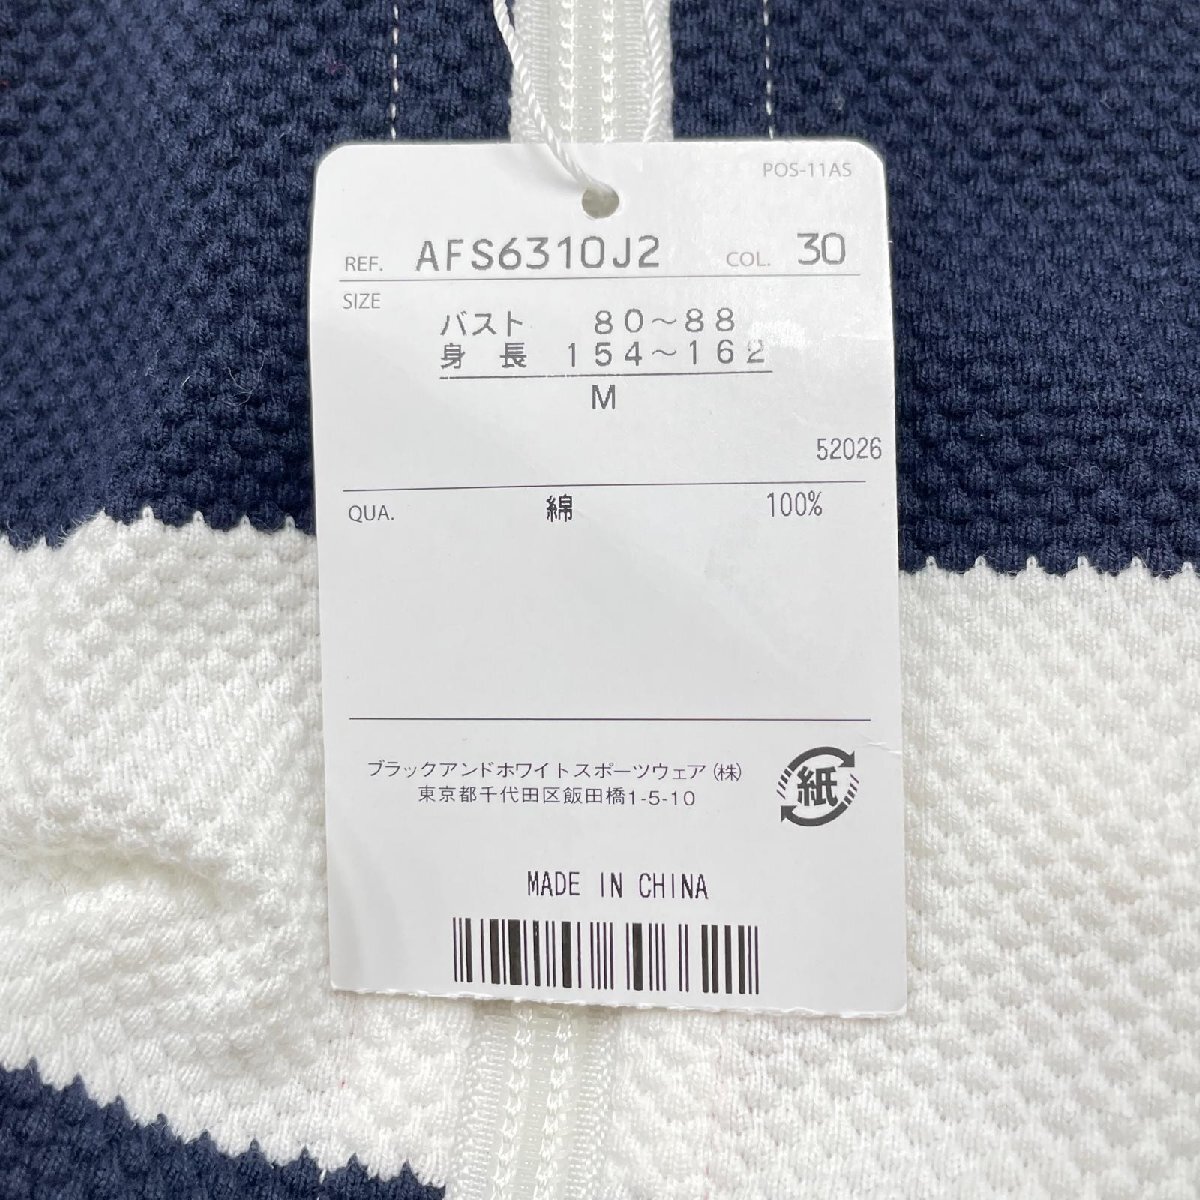 POS-11AS
REF. AFS6310J2 COL. 30
SIZE
バスト 80~88
身長 154~162
M
52026
QUA. 綿 100%
ブラックアンドホワイトスポーツウェア(株)
東京都千代田区飯田橋1-5-10
紙
MADE IN CHINA